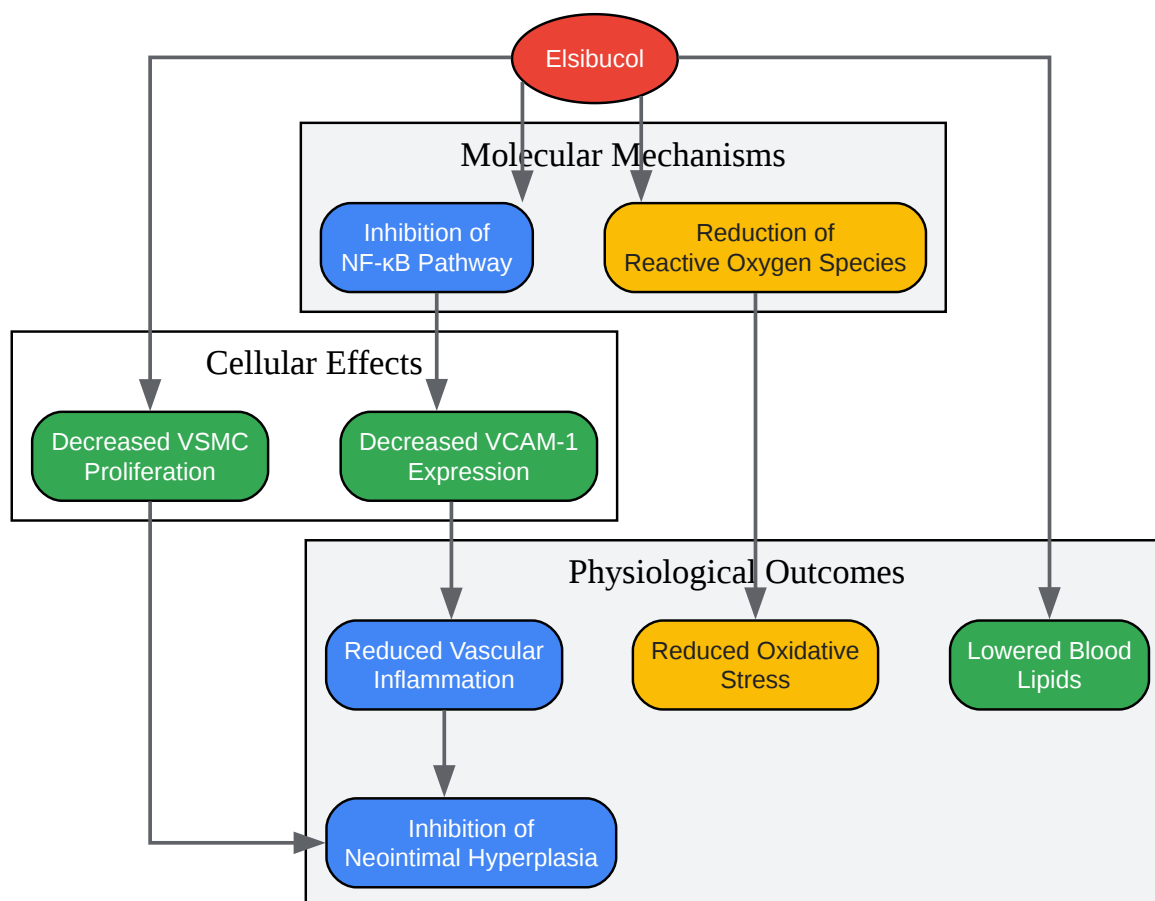 Elsibucol
Molecular Mechanisms
Inhibition of
NF-κB Pathway
Reduction of
Reactive Oxygen Species
Cellular Effects
Decreased VSMC
Proliferation
Decreased VCAM-1
Expression
Physiological Outcomes
Reduced Vascular
Inflammation
Reduced Oxidative
Stress
Lowered Blood
Lipids
Inhibition of
Neointimal Hyperplasia